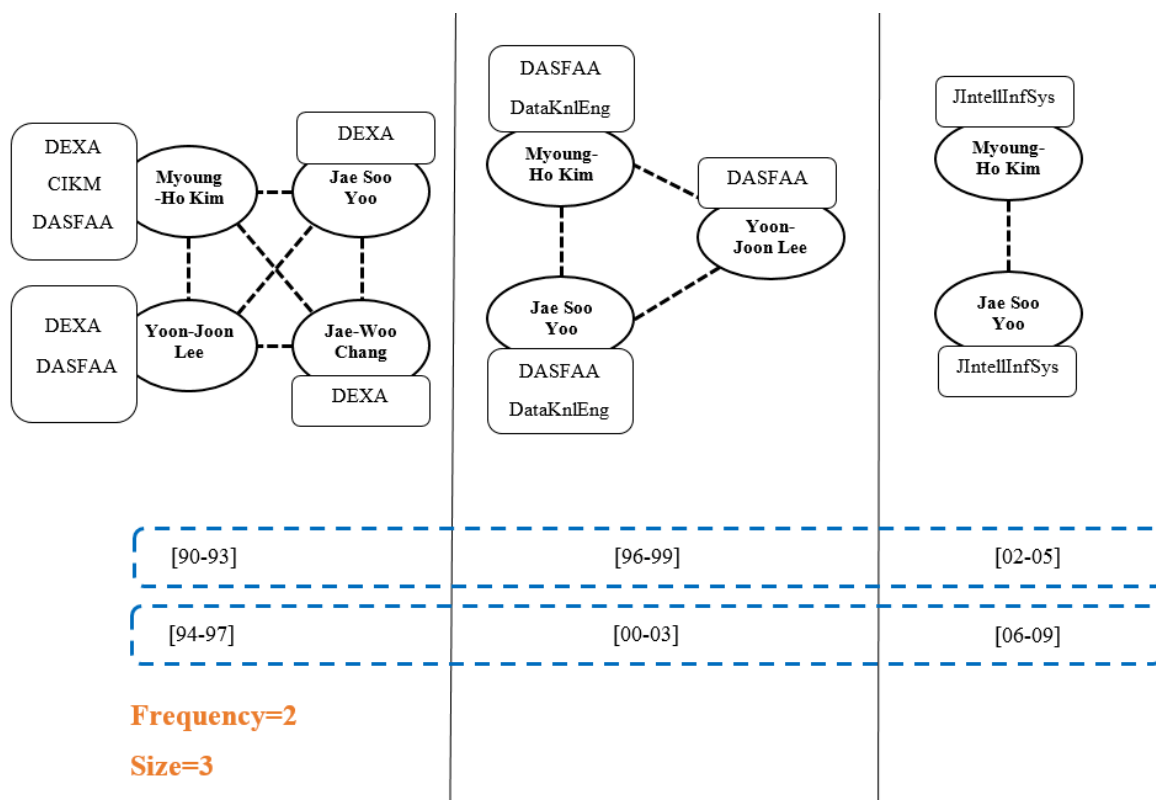 DEXA
CIKM
DASFAA
Myoung
-Ho Kim
DEXA
Jae Soo
Yoo
DEXA
DASFAA
Yoon-Joon
Lee
Jae-Woo
Chang
DEXA
DASFAA
DataKnlEng
Myoung-
Ho Kim
DASFAA
Yoon-
Joon Lee
Jae Soo
Yoo
DASFAA
DataKnlEng
JIntellInfSys
Myoung-
Ho Kim
Jae Soo
Yoo
JIntellInfSys
[90-93]
[96-99]
[02-05]
[94-97]
[00-03]
[06-09]
Frequency=2
Size=3